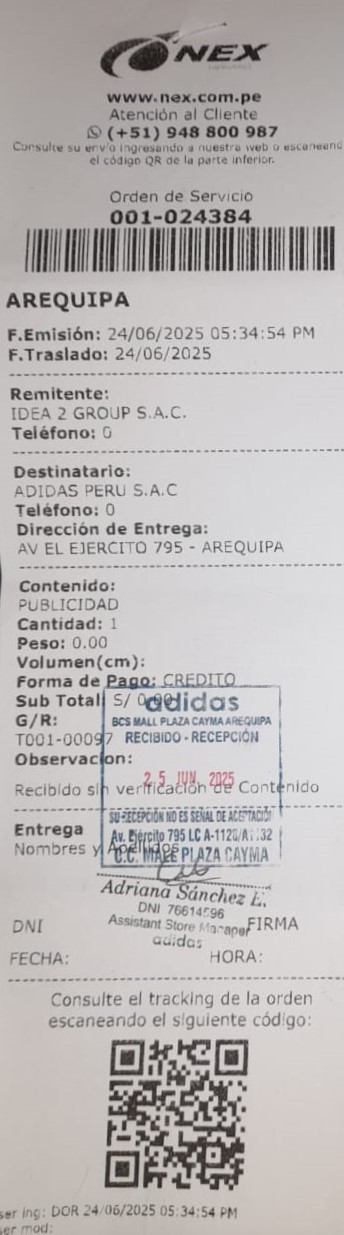 NEX
www.nex.com.pe
Atención al Cliente
(+51) 948 800 987
Consulte su envío ingresando a nuestra web o escaneand
el código QR de la parte inferior.
Orden de Servicio
001-024384
AREQUIPA
F.Emisión: 24/06/2025 05:34:54 PM
F.Traslado: 24/06/2025
Remitente:
IDEA 2 GROUP S.A.C.
Teléfono: 0
Destinatario:
ADIDAS PERU S.A.C
Teléfono: 0
Dirección de Entrega:
AV EL EJERCITO 795 - AREQUIPA
Contenido:
PUBLICIDAD
Cantidad: 1
Peso: 0.00
Volumen(cm):
Forma de Pago: CREDITO
Sub Total: S/ 0.00
adidas
G/R:
BCS MALL PLAZA CAYMA AREQUIPA
T001-00097
RECIBIDO - RECEPCIÓN
Observacion:
25 JUN. 2025
Recibido sin verificación de Contenido
SU RECEPCIÓN NO ES SEÑAL DE ACEPTACIÓN
Entrega
Av. Ejército 795 LC A-1120/A
Nombres y Apellidos
C.C. MALL PLAZA CAYMA
Adriana Sánchez E.
DNI 76614596
Assistant Store Manager
adidas
DNI
FIRMA
FECHA:
HORA:
Consulte el tracking de la orden
escaneando el siguiente código:
ser ing: DOR 24/06/2025 05:34:54 PM
ser mod: